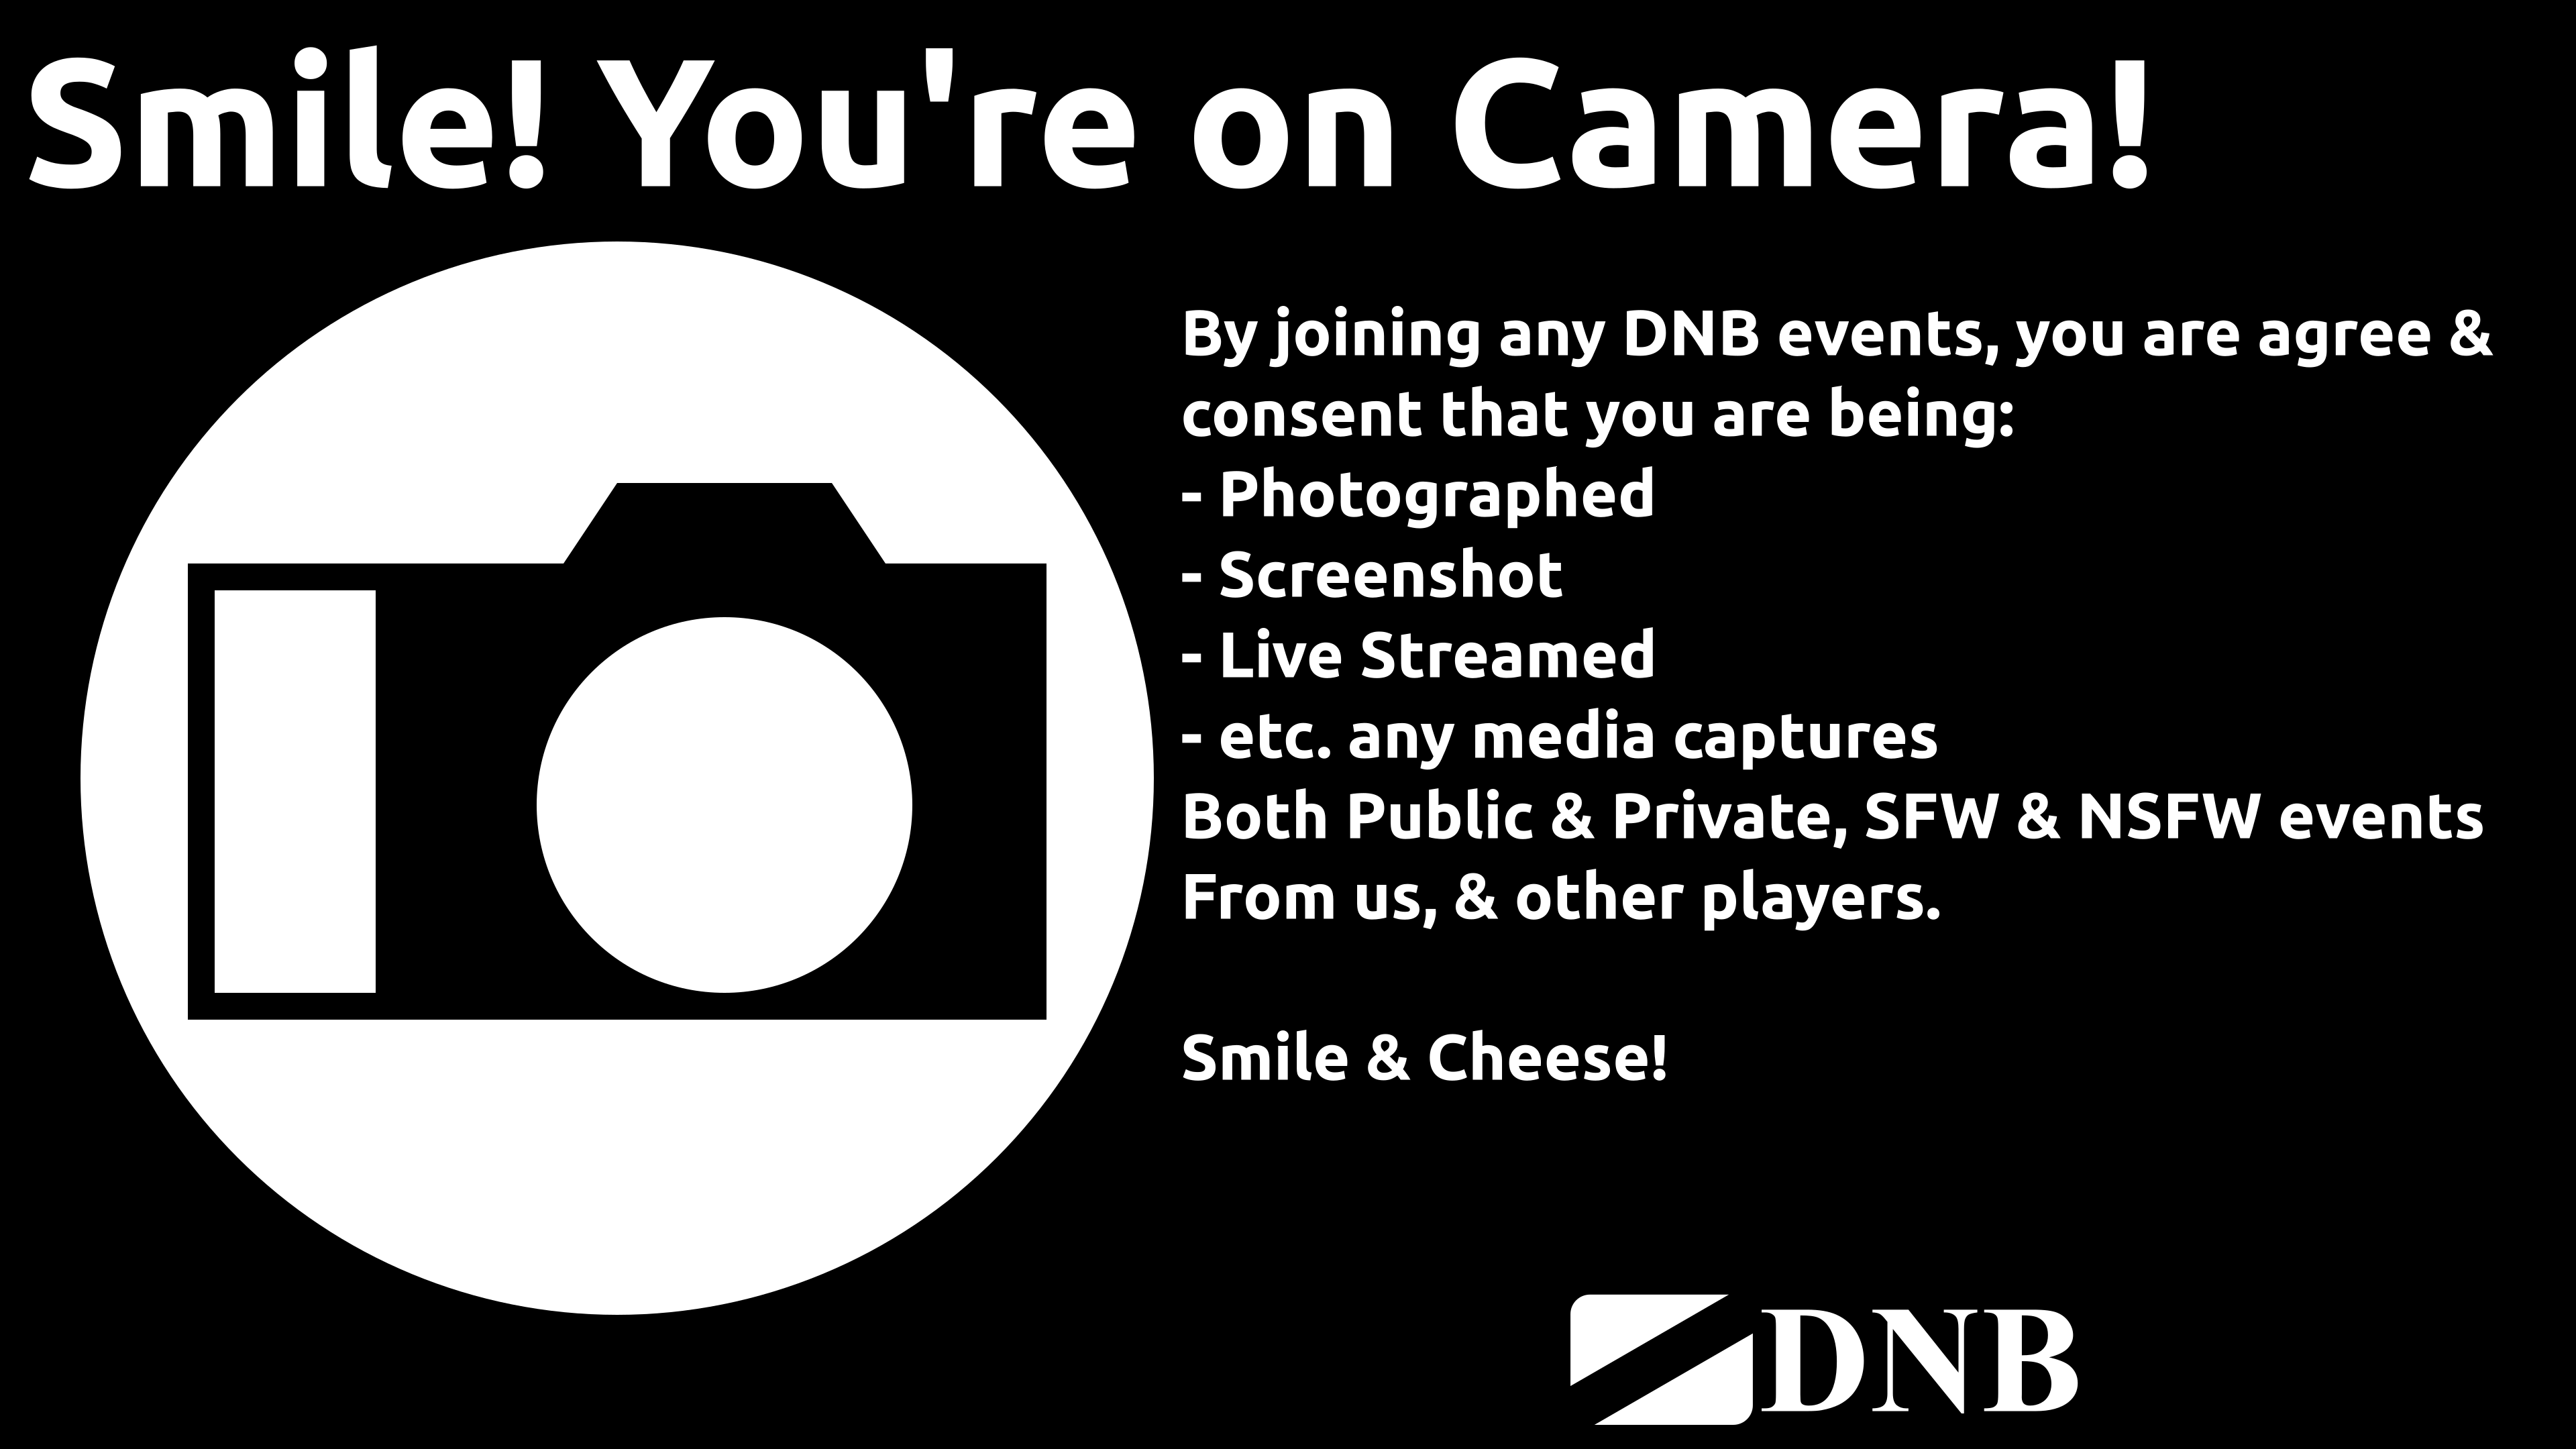 Smile! You're on Camera!
By joining any DNB events, you are agree &
consent that you are being:
- Photographed
- Screenshot
- Live Streamed
- etc. any media captures
Both Public & Private, SFW & NSFW events
From us, & other players.
Smile & Cheese!
DNB